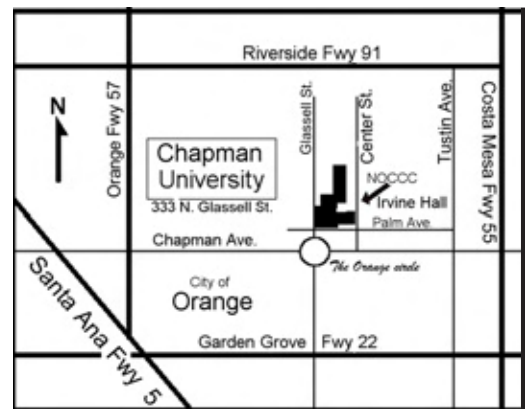 Riverside Fwy 91
N
Orange Fwy 57
Glassell St.
Center St.
Tustin Ave.
Costa Mesa Fwy 55
Chapman
University
333 N. Glassell St.
NOCCC
Irvine Hall
Palm Ave.
Chapman Ave.
The Orange circle
City of
Orange
Santa Ana Fwy 5
Garden Grove Fwy 22